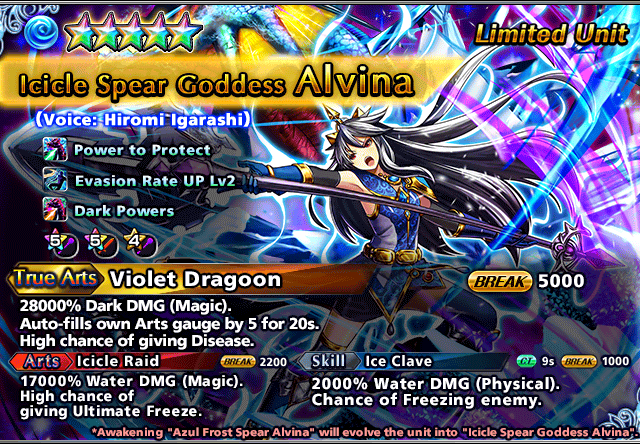 Limited Unit
Icicle Spear Goddess Alvina
(Voice: Hiromi Igarashi)
Power to Protect
Evasion Rate UP Lv2
Dark Powers
5 5 4
True Arts Violet Dragoon BREAK 5000
28000% Dark DMG (Magic).
Auto-fills own Arts gauge by 5 for 20s.
High chance of giving Disease.
Arts Icicle Raid BREAK 2200
17000% Water DMG (Magic).
High chance of
giving Ultimate Freeze.
Skill Ice Clave CT 9s BREAK 1000
2000% Water DMG (Physical).
Chance of Freezing enemy.
*Awakening "Azul Frost Spear Alvina" will evolve the unit into "Icicle Spear Goddess Alvina".